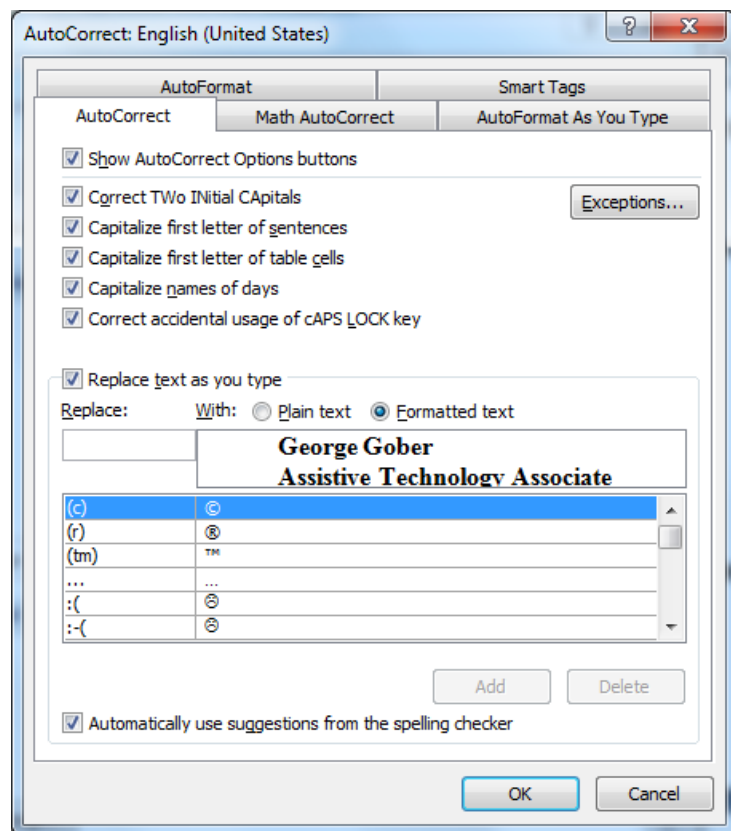 AutoCorrect: English (United States)
AutoFormat Smart Tags
AutoCorrect Math AutoCorrect AutoFormat As You Type
Show AutoCorrect Options buttons
Correct TWo INitial CApitals Exceptions...
Capitalize first letter of sentences
Capitalize first letter of table cells
Capitalize names of days
Correct accidental usage of cAPS LOCK key
Replace text as you type
Replace: With: Plain text Formatted text
George Gober
Assistive Technology Associate
(c) ©
(r) ®
(tm) ™
... ...
:( ☹
:-( ☹
Add Delete
Automatically use suggestions from the spelling checker
OK Cancel